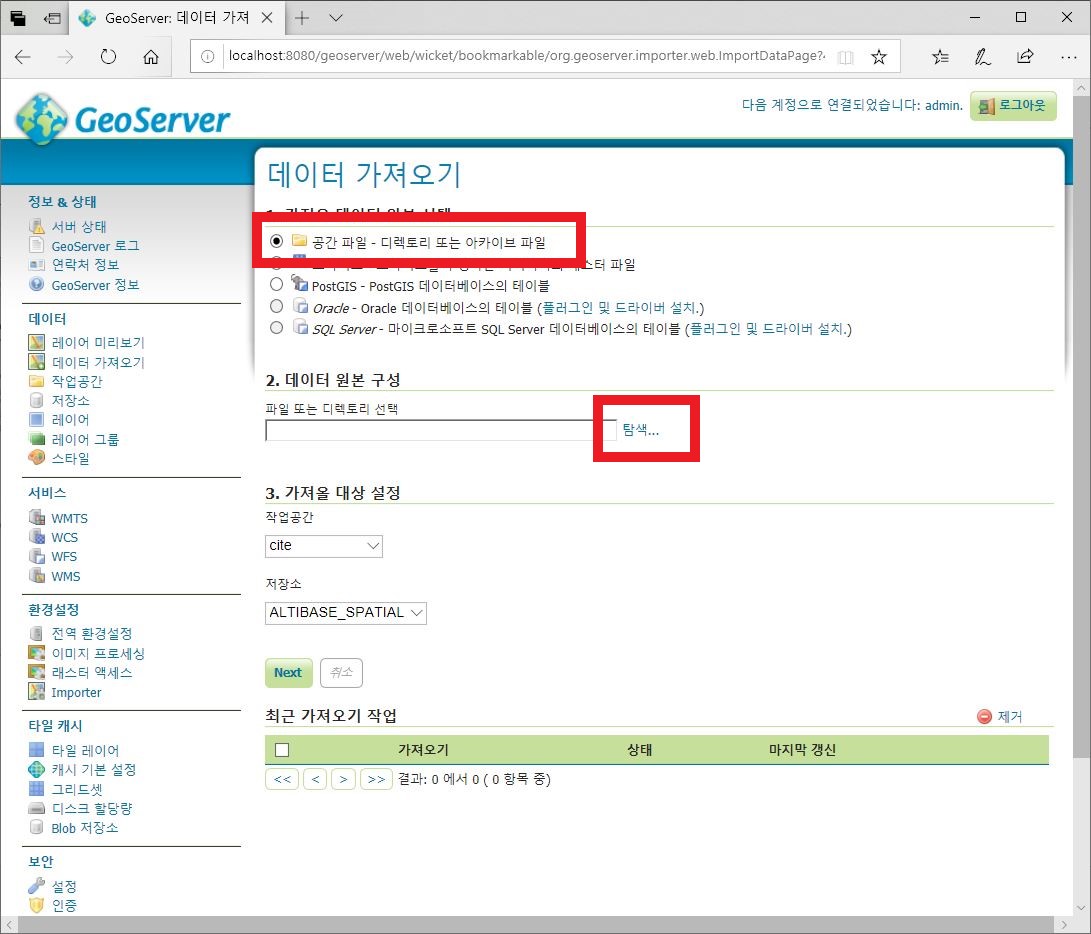 GeoServer: 데이터 가져
localhost:8080/geoserver/web/wicket/bookmarkable/org.geoserver.importer.web.ImportDataPage?
GeoServer
다음 계정으로 연결되었습니다: admin.
로그아웃
정보 & 상태
서버 상태
GeoServer 로그
연락처 정보
GeoServer 정보
데이터
레이어 미리보기
데이터 가져오기
작업공간
저장소
레이어
레이어 그룹
스타일
서비스
WMTS
WCS
WFS
WMS
환경설정
전역 환경설정
이미지 프로세싱
래스터 액세스
Importer
타일 캐시
타일 레이어
캐시 기본 설정
그리드셋
디스크 할당량
Blob 저장소
보안
설정
인증
데이터 가져오기
공간 파일 - 디렉토리 또는 아카이브 파일
파일
PostGIS - PostGIS 데이터베이스의 테이블
Oracle - Oracle 데이터베이스의 테이블 (플러그인 및 드라이버 설치.)
SQL Server - 마이크로소프트 SQL Server 데이터베이스의 테이블 (플러그인 및 드라이버 설치.)
2. 데이터 원본 구성
파일 또는 디렉토리 선택
탐색...
3. 가져올 대상 설정
작업공간
cite
저장소
ALTIBASE_SPATIAL
Next
취소
최근 가져오기 작업
제거
가져오기 상태 마지막 갱신
<< < > >> 결과: 0 에서 0 ( 0 항목 중)